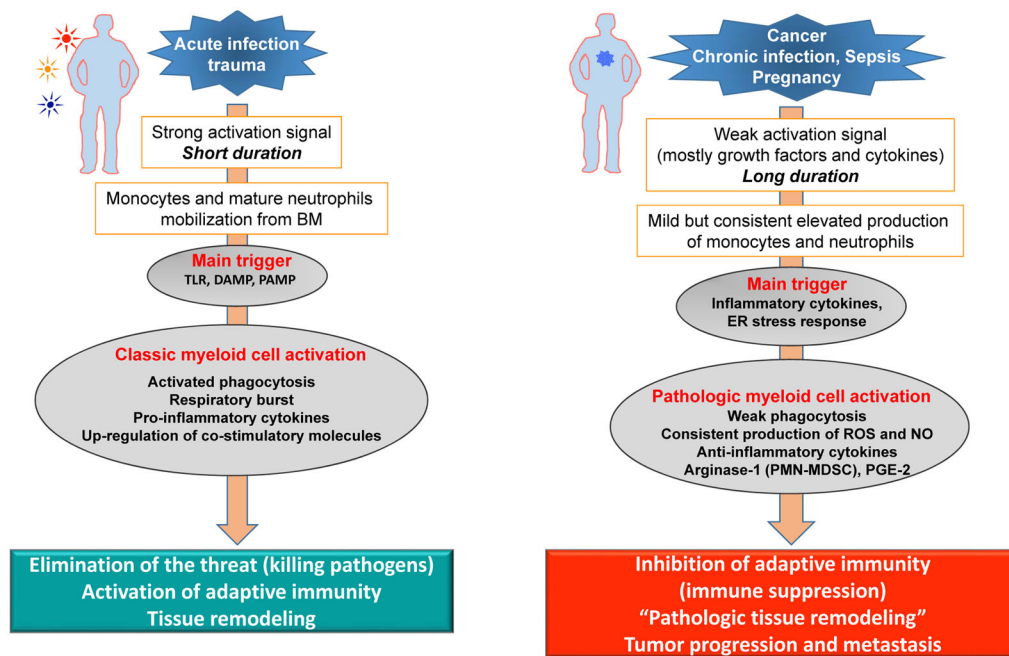 Acute infection
trauma
Strong activation signal
Short duration
Monocytes and mature neutrophils
mobilization from BM
Main trigger
TLR, DAMP, PAMP
Classic myeloid cell activation
Activated phagocytosis
Respiratory burst
Pro-inflammatory cytokines
Up-regulation of co-stimulatory molecules
Elimination of the threat (killing pathogens)
Activation of adaptive immunity
Tissue remodeling
Cancer
Chronic infection, Sepsis
Pregnancy
Weak activation signal
(mostly growth factors and cytokines)
Long duration
Mild but consistent elevated production
of monocytes and neutrophils
Main trigger
Inflammatory cytokines,
ER stress response
Pathologic myeloid cell activation
Weak phagocytosis
Consistent production of ROS and NO
Anti-inflammatory cytokines
Arginase-1 (PMN-MDSC), PGE-2
Inhibition of adaptive immunity
(immune suppression)
“Pathologic tissue remodeling”
Tumor progression and metastasis